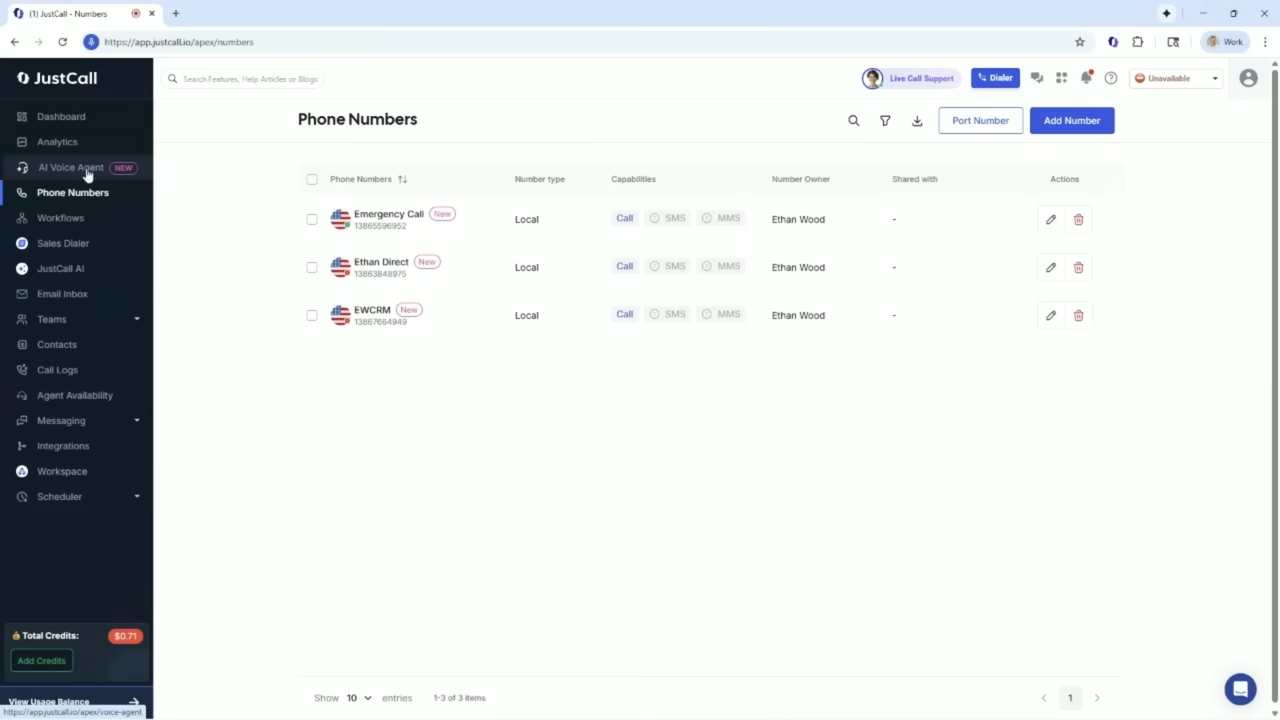 (1) JustCall - Numbers
https://app.justcall.io/apex/numbers
Work
JustCall
Search Features, Help Articles or Blogs
Live Call Support
Dialer
Unavailable
Dashboard
Analytics
AI Voice Agent NEW
Phone Numbers
Workflows
Sales Dialer
JustCall AI
Email Inbox
Teams
Contacts
Call Logs
Agent Availability
Messaging
Integrations
Workspace
Scheduler
Total Credits: $0.71
Add Credits
View Usage Balance
https://app.justcall.io/apex/voice-agent
Phone Numbers
Port Number
Add Number
Phone Numbers Number type Capabilities Number Owner Shared with Actions
Emergency Call New
13865596952
Local Call SMS MMS Ethan Wood -
Ethan Direct New
13863848975
Local Call SMS MMS Ethan Wood -
EWCRM New
13867664949
Local Call SMS MMS Ethan Wood -
Show 10 entries 1-3 of 3 items
1